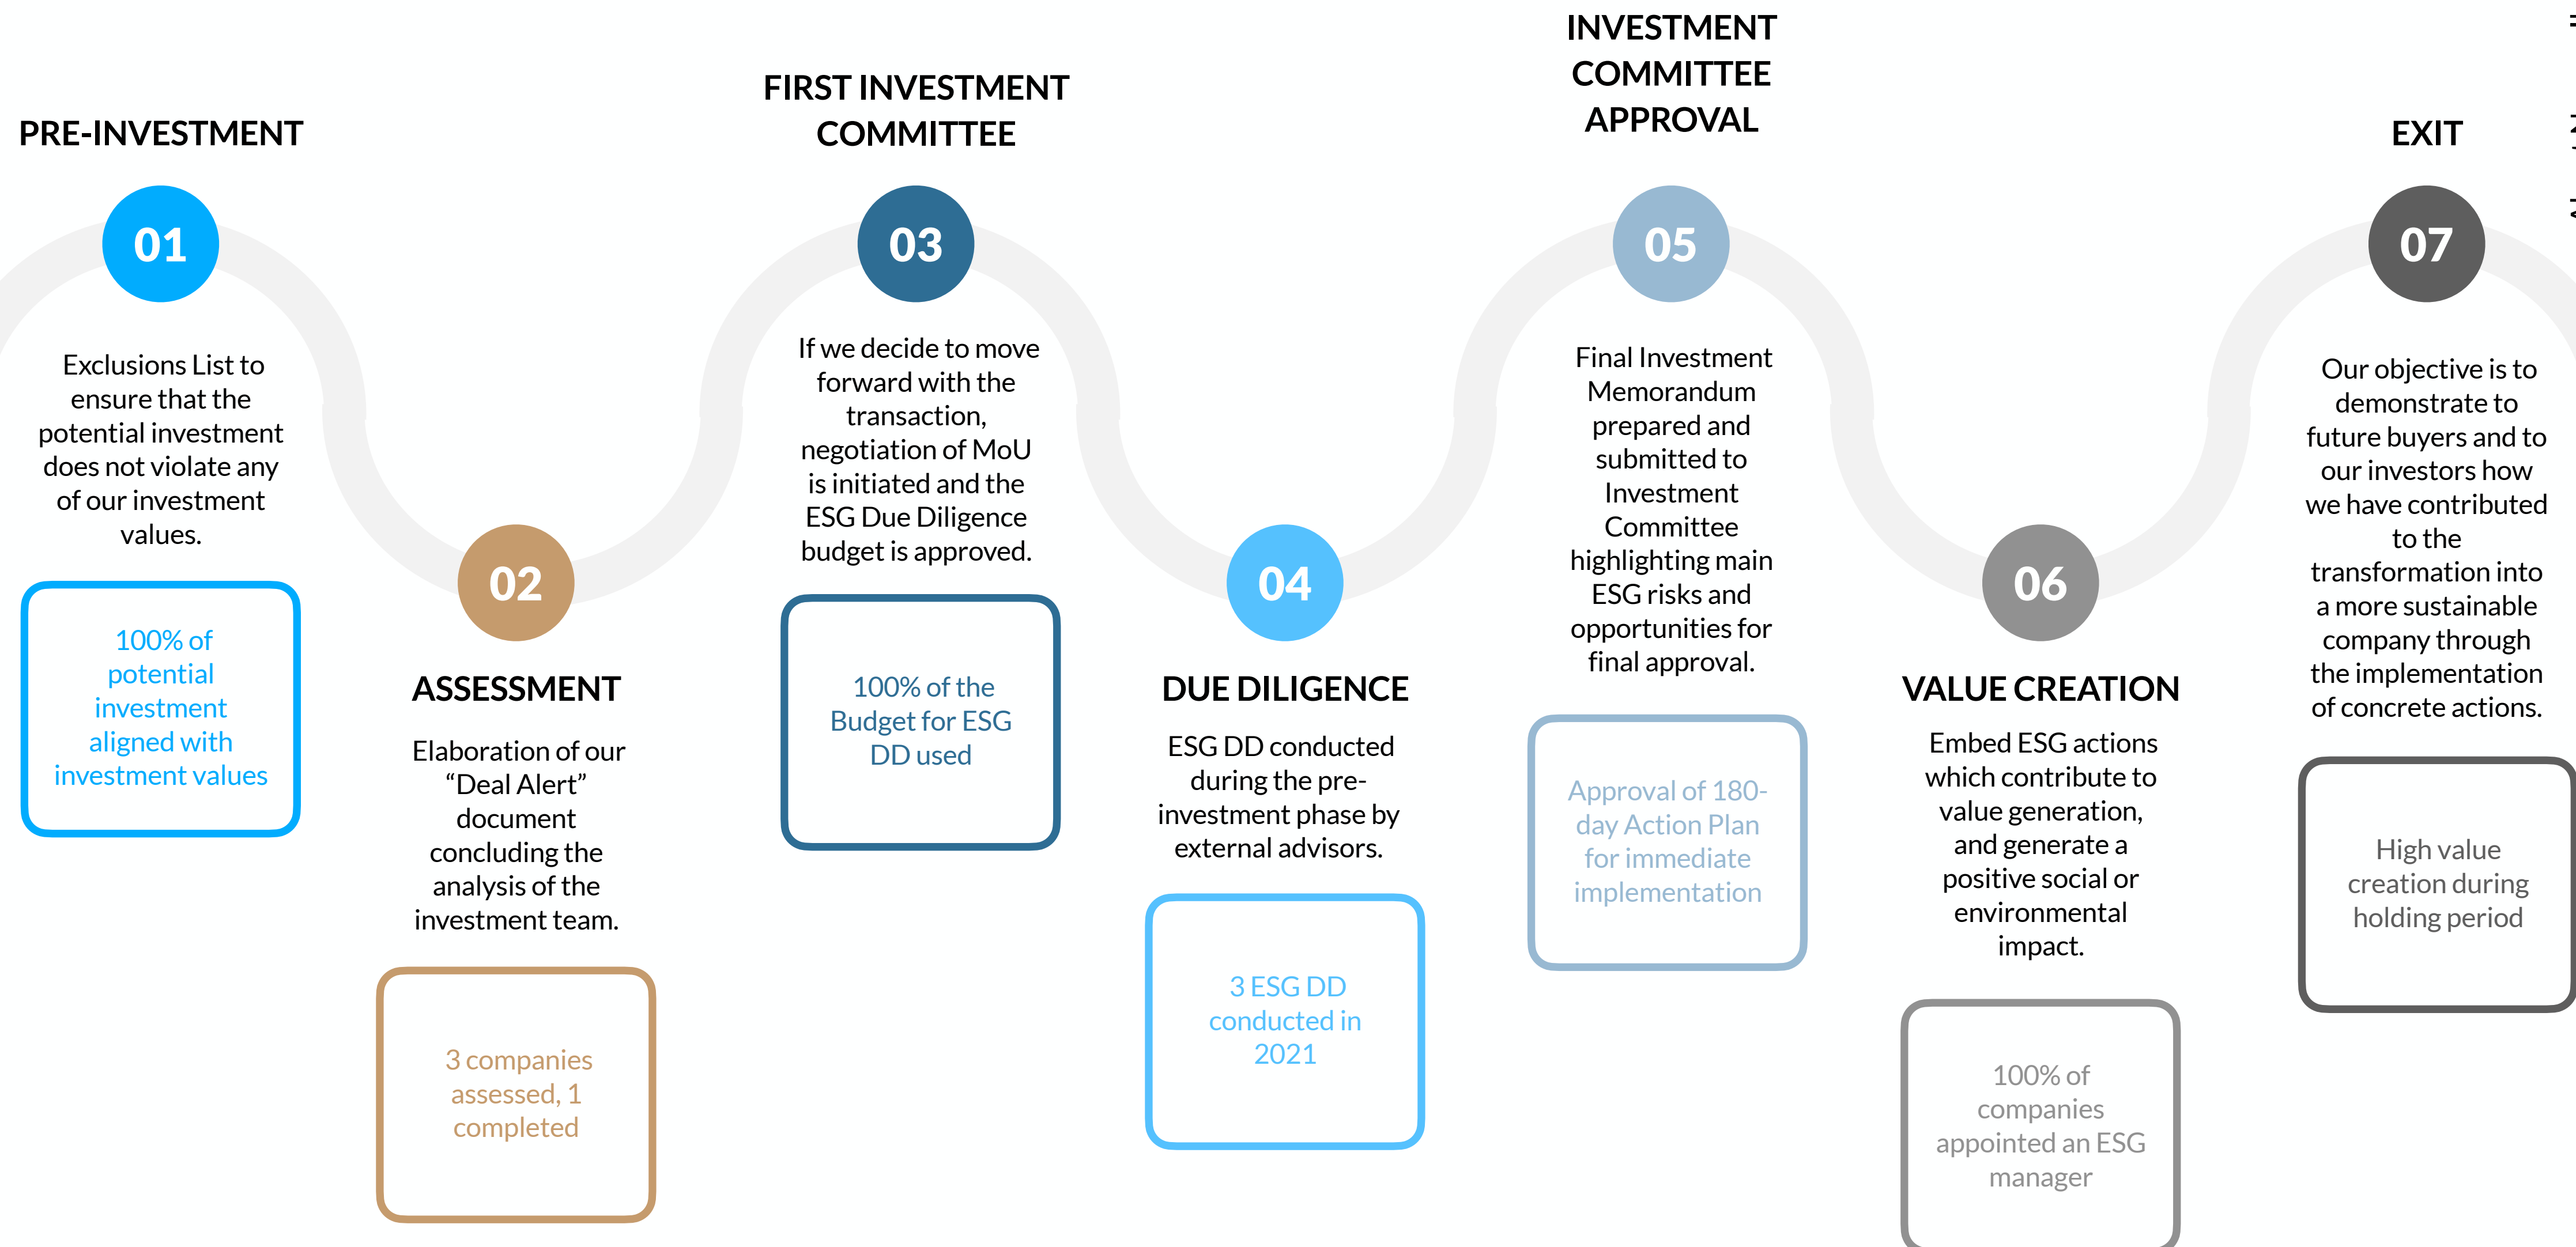 PRE-INVESTMENT
01
Exclusions List to
ensure that the
potential investment
does not violate any
of our investment
values.
100% of
potential
investment
aligned with
investment values
02
ASSESSMENT
Elaboration of our
“Deal Alert”
document
concluding the
analysis of the
investment team.
3 companies
assessed, 1
completed
FIRST INVESTMENT
COMMITTEE
03
If we decide to move
forward with the
transaction,
negotiation of MoU
is initiated and the
ESG Due Diligence
budget is approved.
100% of the
Budget for ESG
DD used
04
DUE DILIGENCE
ESG DD conducted
during the pre-
investment phase by
external advisors.
3 ESG DD
conducted in
2021
INVESTMENT
COMMITTEE
APPROVAL
05
Final Investment
Memorandum
prepared and
submitted to
Investment
Committee
highlighting main
ESG risks and
opportunities for
final approval.
Approval of 180-
day Action Plan
for immediate
implementation
06
VALUE CREATION
Embed ESG actions
which contribute to
value generation,
and generate a
positive social or
environmental
impact.
100% of
companies
appointed an ESG
manager
EXIT
07
Our objective is to
demonstrate to
future buyers and to
our investors how
we have contributed
to the
transformation into
a more sustainable
company through
the implementation
of concrete actions.
High value
creation during
holding period